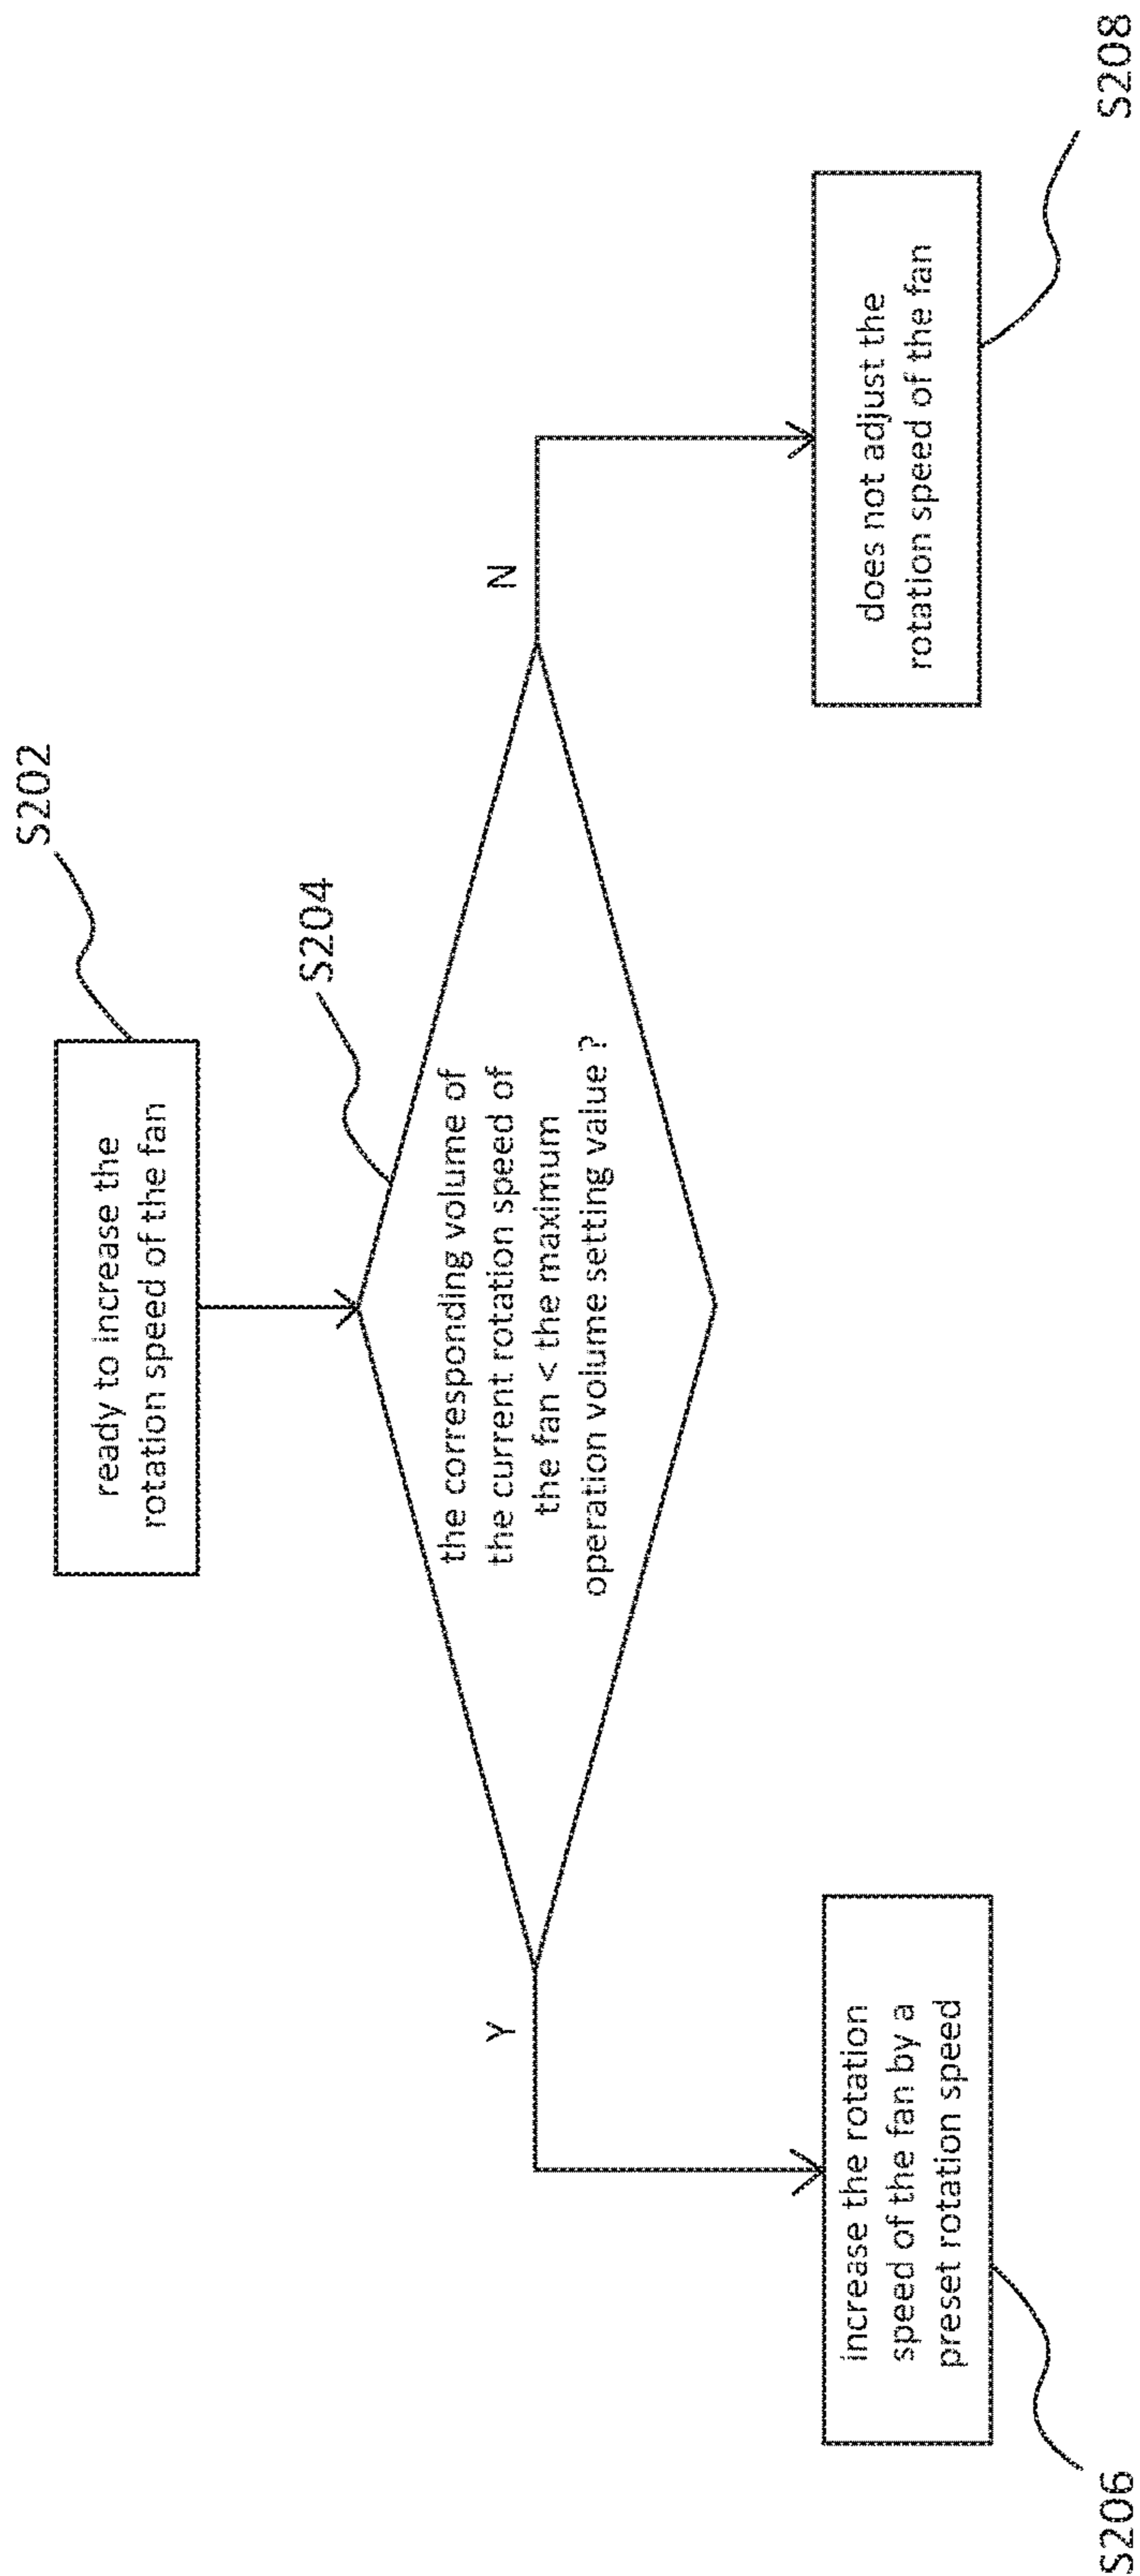 S202
ready to increase the
rotation speed of the fan
S204
the corresponding volume of
the current rotation speed of
the fan < the maximum
operation volume setting value ?
Y
N
increase the rotation
speed of the fan by a
preset rotation speed
S206
does not adjust the
rotation speed of the fan
S208